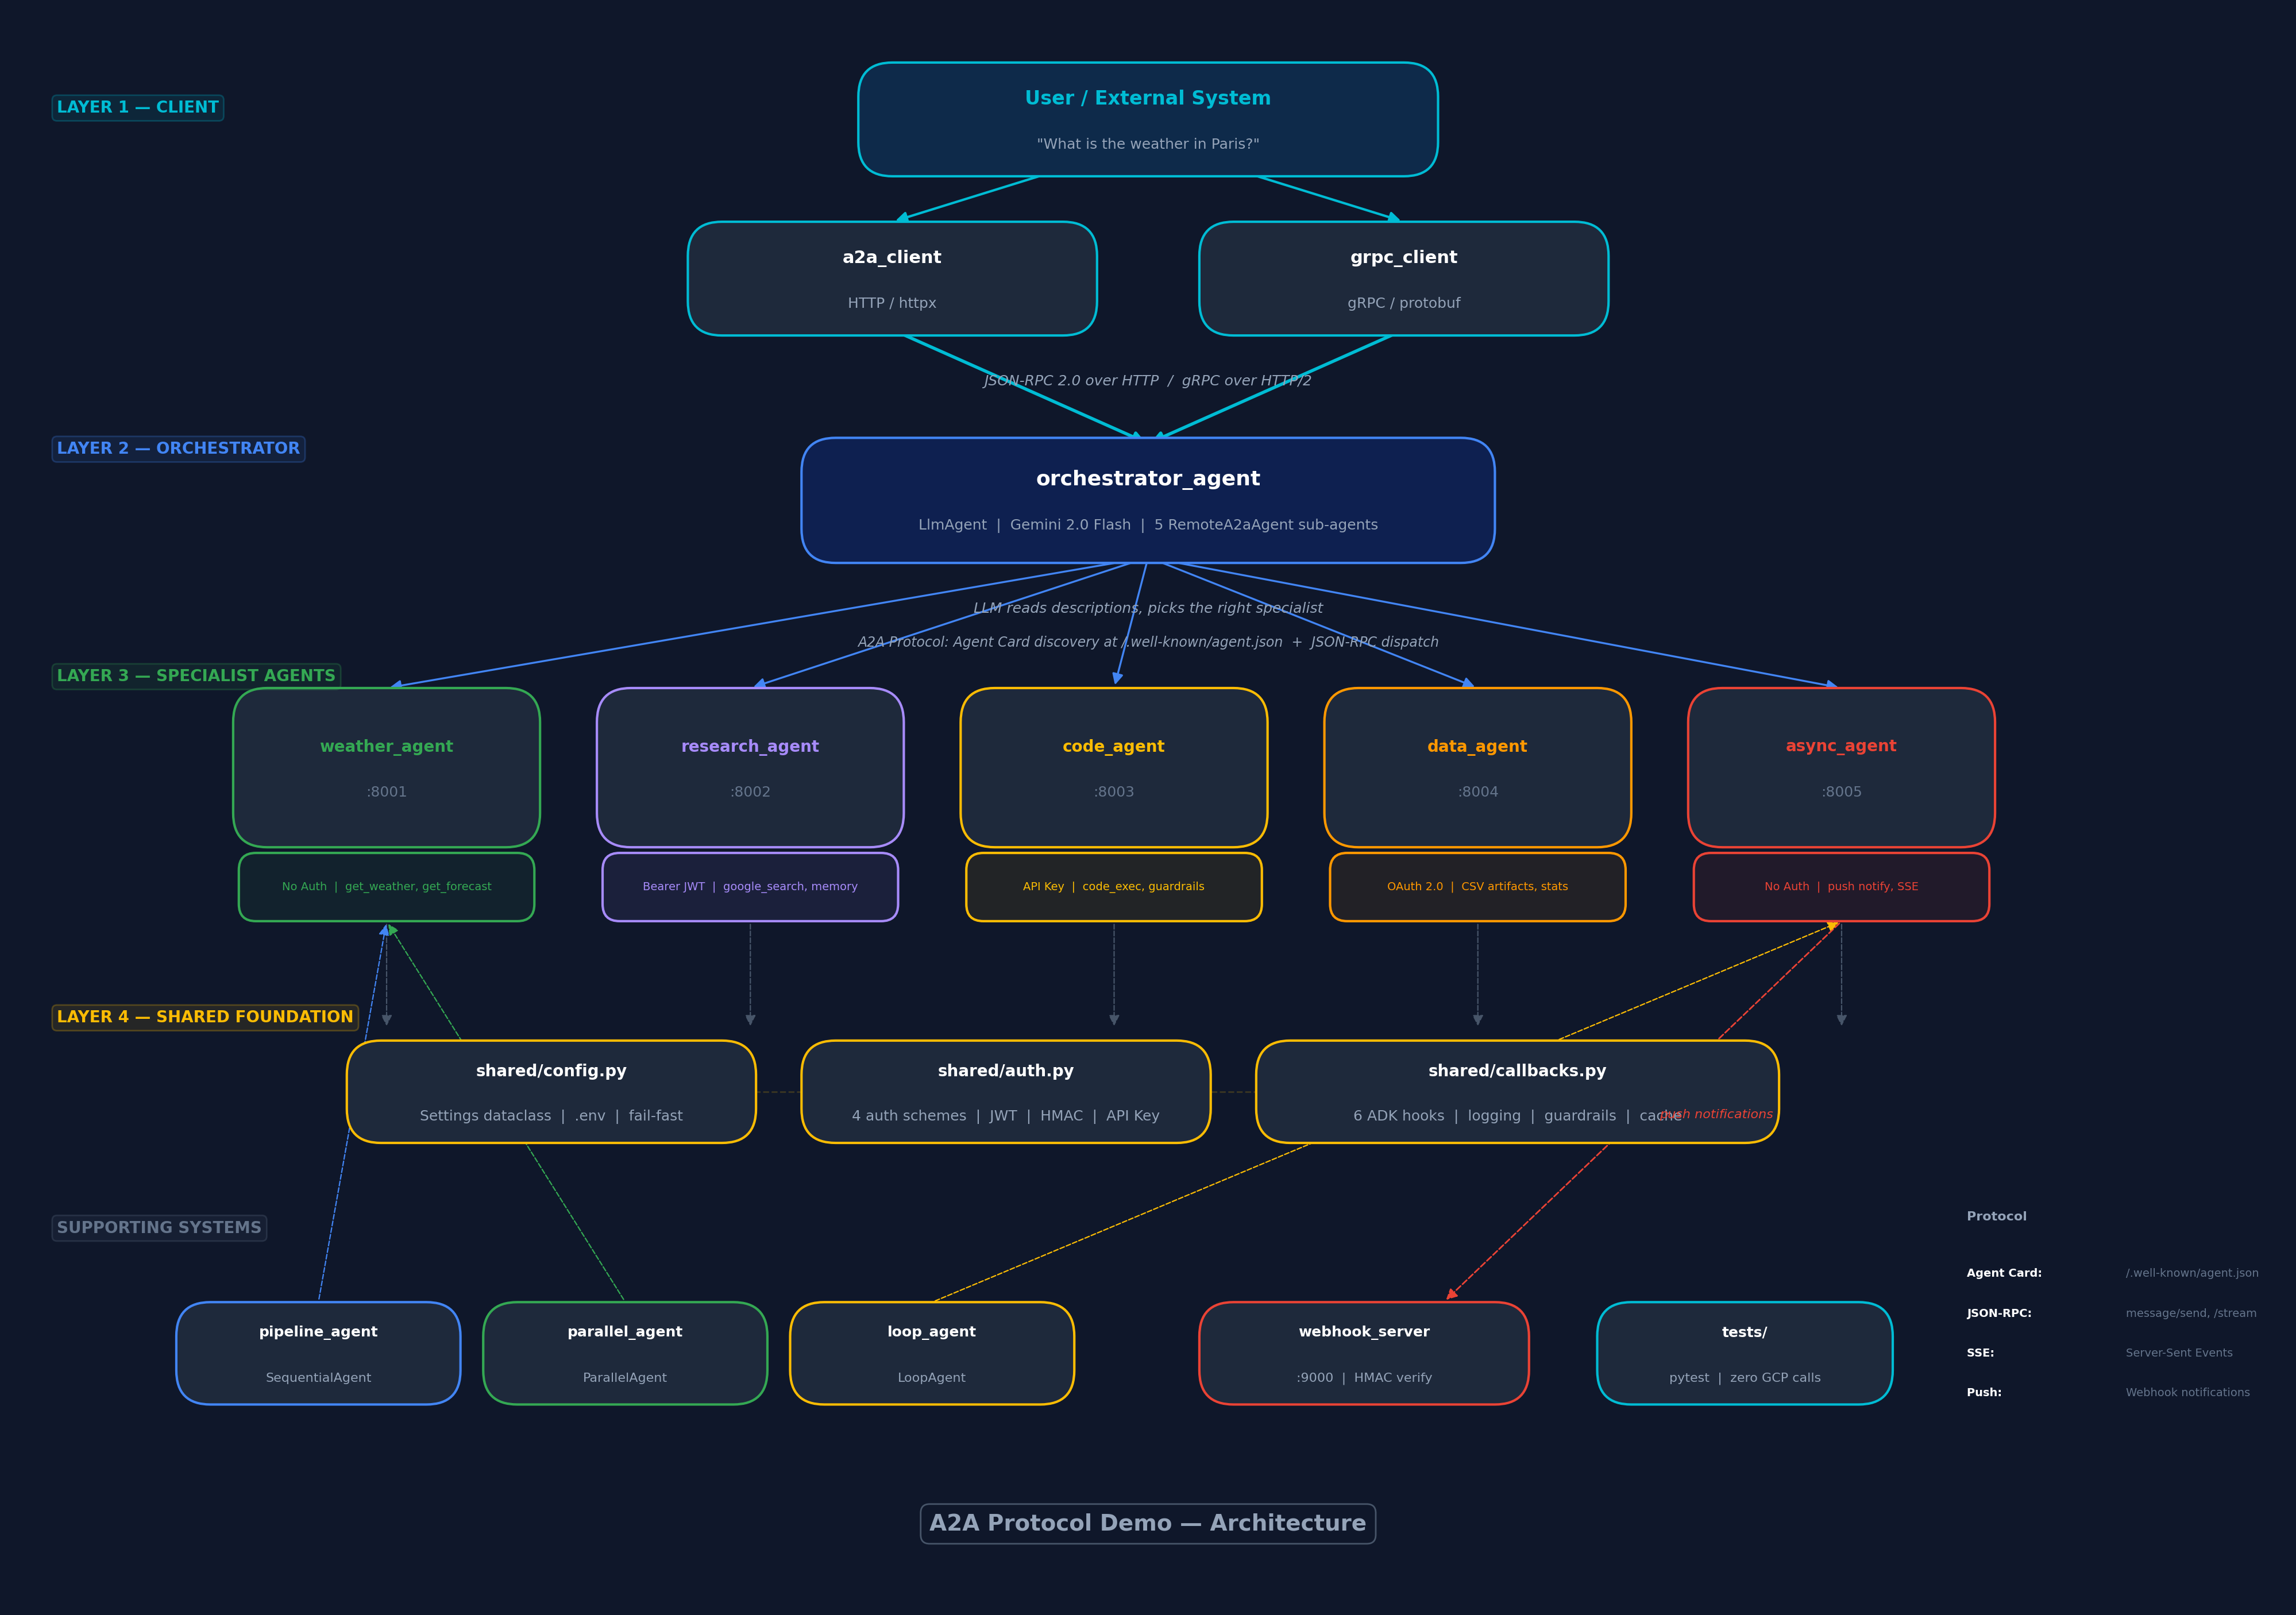 LAYER 1 — CLIENT
User / External System
"What is the weather in Paris?"
a2a_client
HTTP / httpx
grpc_client
gRPC / protobuf
JSON-RPC 2.0 over HTTP / gRPC over HTTP/2
LAYER 2 — ORCHESTRATOR
orchestrator_agent
LlmAgent | Gemini 2.0 Flash | 5 RemoteA2aAgent sub-agents
LLM reads descriptions, picks the right specialist
A2A Protocol: Agent Card discovery at /.well-known/agent.json + JSON-RPC dispatch
LAYER 3 — SPECIALIST AGENTS
weather_agent
:8001
No Auth | get_weather, get_forecast
research_agent
:8002
Bearer JWT | google_search, memory
code_agent
:8003
API Key | code_exec, guardrails
data_agent
:8004
OAuth 2.0 | CSV artifacts, stats
async_agent
:8005
No Auth | push notify, SSE
LAYER 4 — SHARED FOUNDATION
shared/config.py
Settings dataclass | .env | fail-fast
shared/auth.py
4 auth schemes | JWT | HMAC | API Key
shared/callbacks.py
6 ADK hooks | logging | guardrails | cache
push notifications
SUPPORTING SYSTEMS
pipeline_agent
SequentialAgent
parallel_agent
ParallelAgent
loop_agent
LoopAgent
webhook_server
:9000 | HMAC verify
tests/
pytest | zero GCP calls
Protocol
Agent Card: /.well-known/agent.json
JSON-RPC: message/send, /stream
SSE: Server-Sent Events
Push: Webhook notifications
A2A Protocol Demo — Architecture